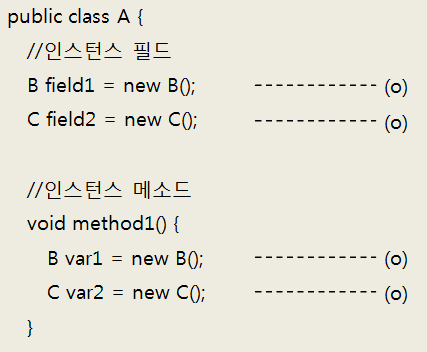 public class A {
//인스턴스 필드
B field1 = new B(); ------------ (o)
C field2 = new C(); ------------ (o)
//인스턴스 메소드
void method1() {
B var1 = new B(); ------------ (o)
C var2 = new C(); ------------ (o)
}